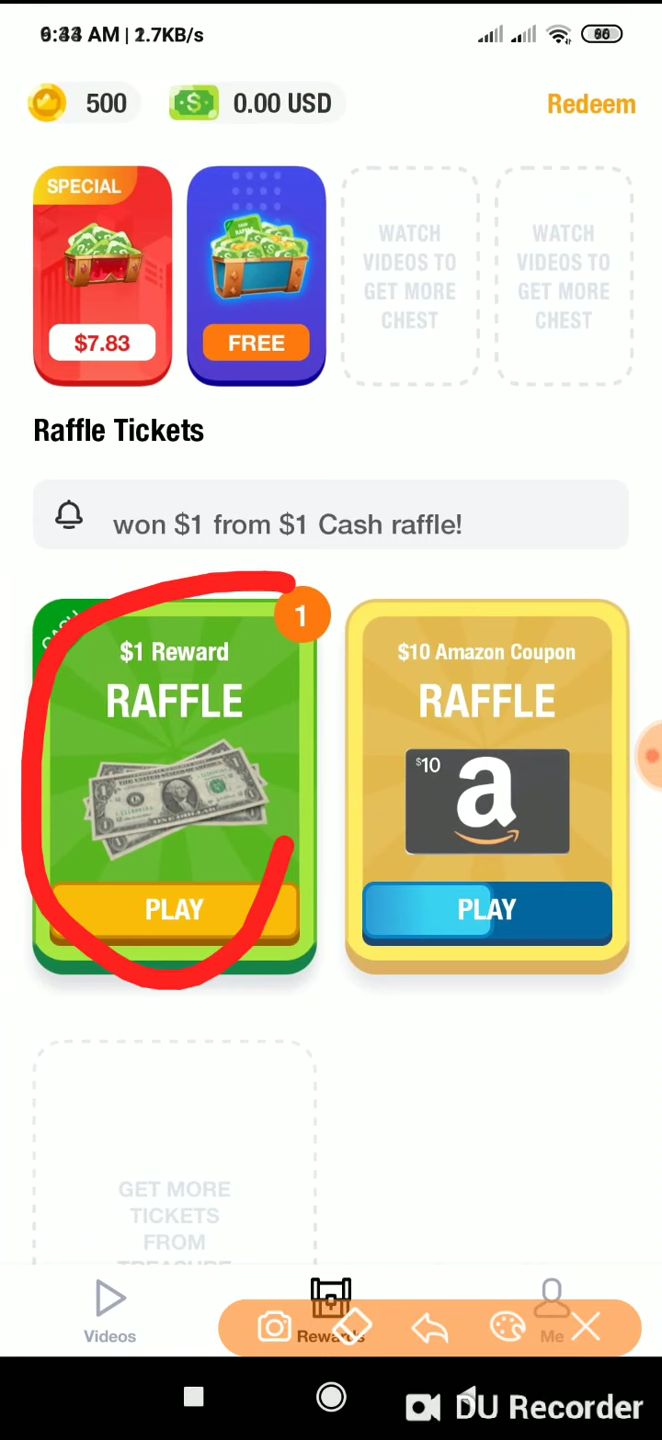 AM | 2.7KB/s
500
0.00 USD
Redeem
SPECIAL
$7.83
FREE
WATCH
VIDEOS TO
GET MORE
CHEST
WATCH
VIDEOS TO
GET MORE
CHEST
Raffle Tickets
won $1 from $1 Cash raffle!
1
$1 Reward
RAFFLE
PLAY
$10 Amazon Coupon
RAFFLE
$10
a
PLAY
GET MORE
TICKETS
FROM
Videos
Rewards
Me
DU Recorder